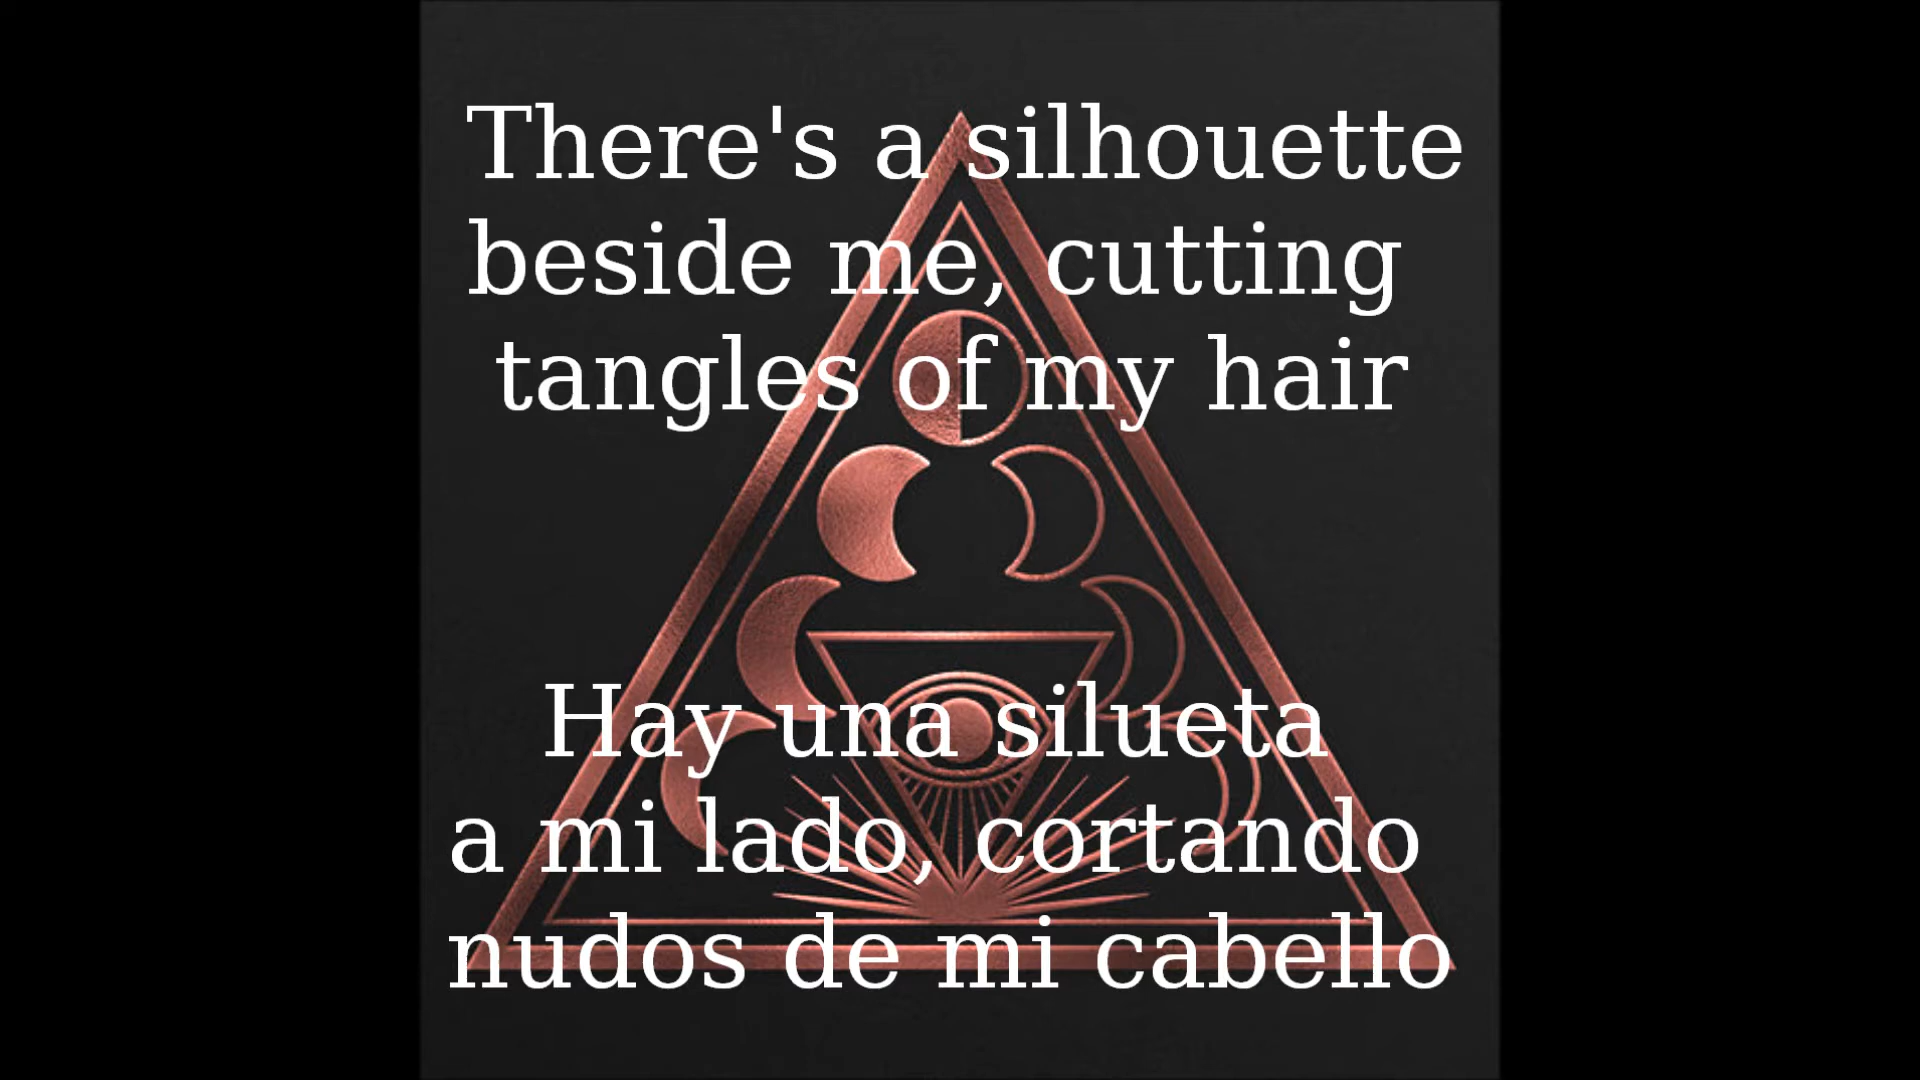 There's a silhouette
beside me, cutting
tangles of my hair
Hay una silueta
a mi lado, cortando
nudos de mi cabello